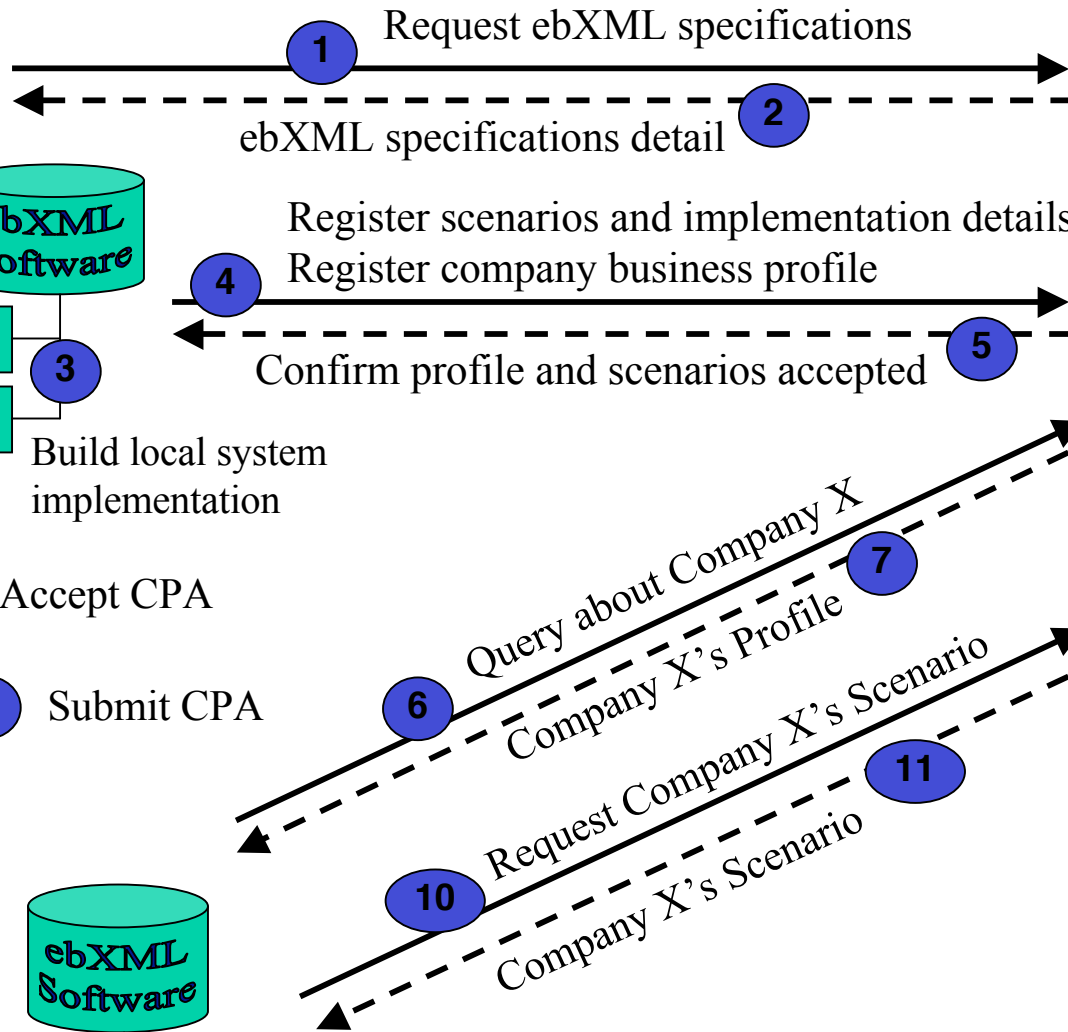 Request ebXML specifications
1
2
ebXML specifications detail
bXML
oftware
Register scenarios and implementation details
Register company business profile
4
3
5
Confirm profile and scenarios accepted
Build local system
implementation
Query about Company X
7
Accept CPA
Company X’s Profile
6
Submit CPA
Request Company X’s Scenario
11
10
Company X’s Scenario
ebXML
Software